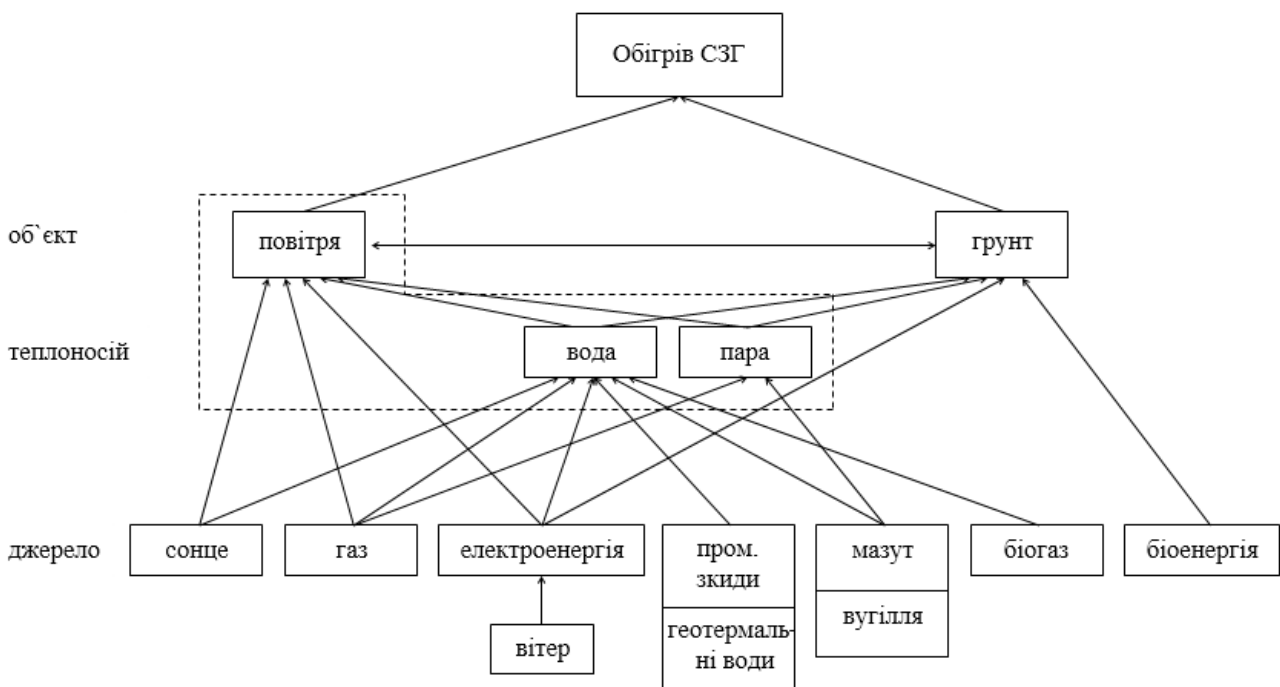 Обігрів СЗГ
об`єкт
повітря
грунт
теплоносій
вода
пара
джерело
сонце
газ
електроенергія
пром.
зкиди
мазут
біогаз
біоенергія
вітер
геотермаль-
ні води
вугілля